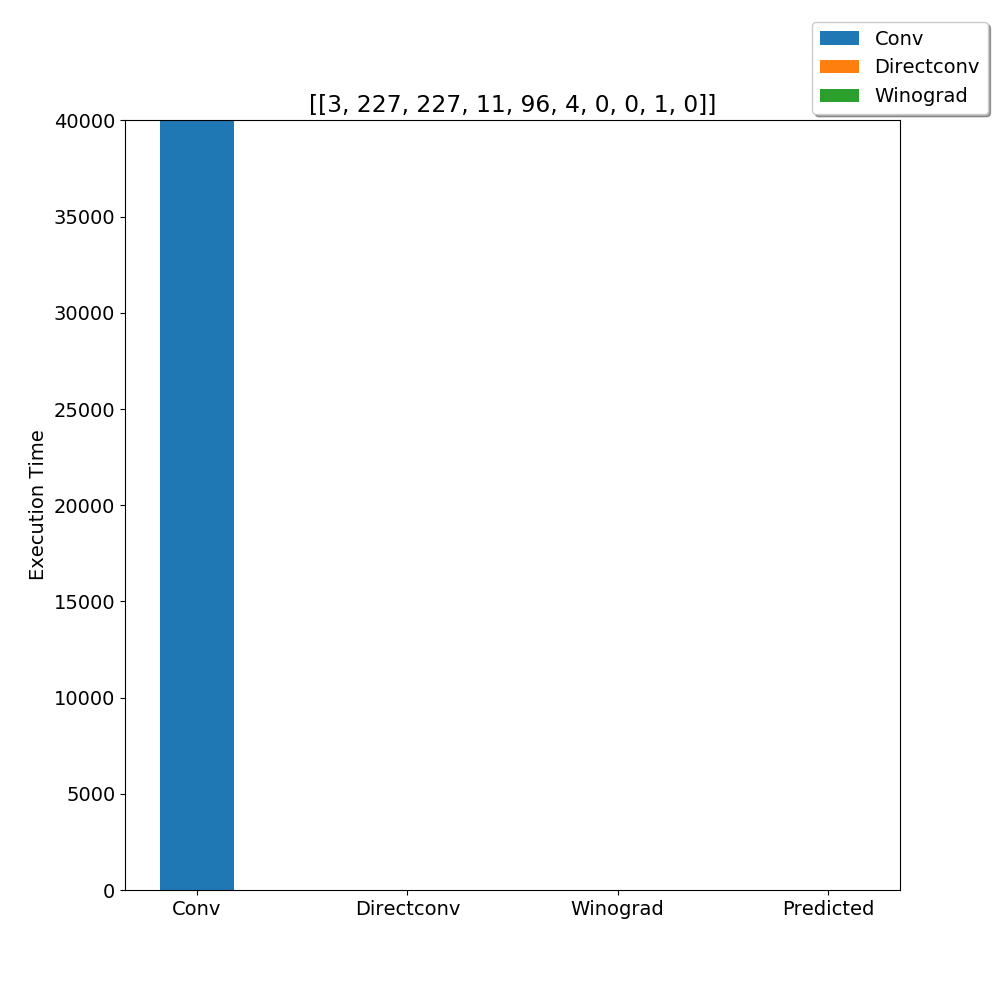 Conv
Directconv
Winograd
[[3, 227, 227, 11, 96, 4, 0, 0, 1, 0]]
40000
35000
30000
25000
20000
15000
10000
5000
0
Execution Time
Conv Directconv Winograd Predicted